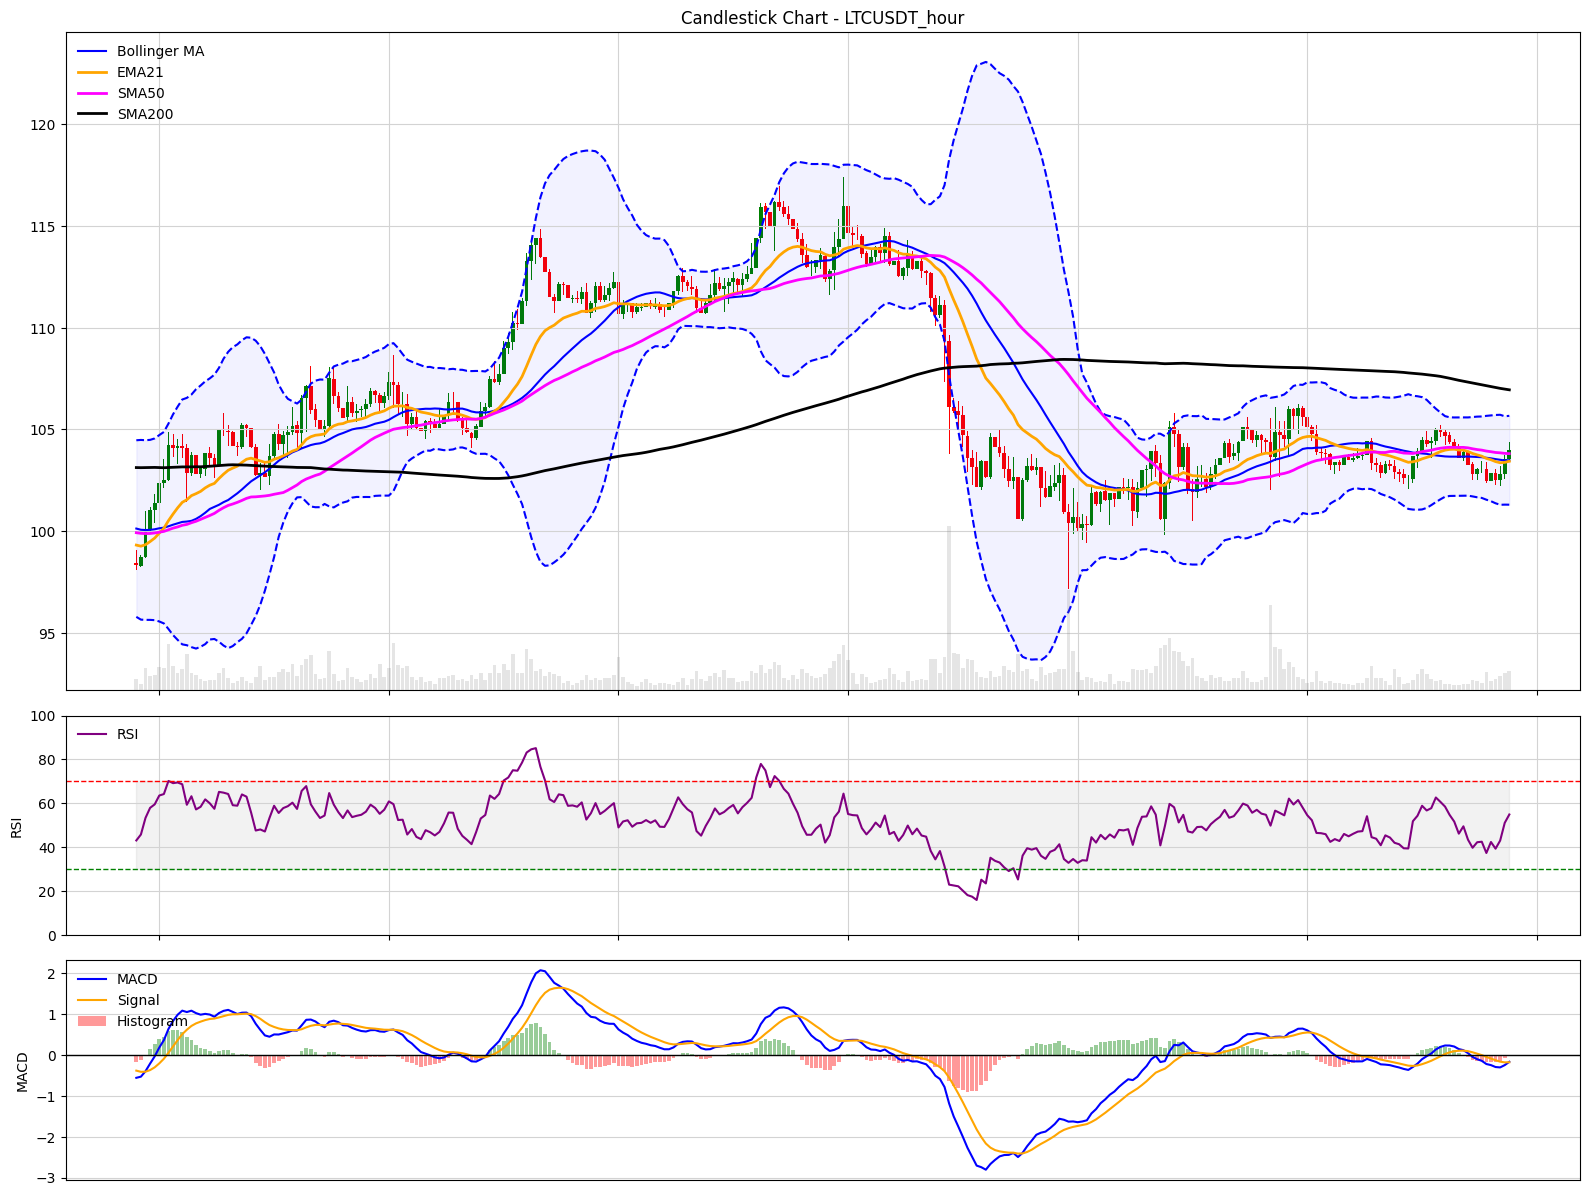 Candlestick Chart - LTCUSDT_hour
Bollinger MA
EMA21
SMA50
SMA200
120
115
110
105
100
95
100
RSI
80
60
40
20
0
RSI
2
MACD
Signal
1
Histogram
0
−1
−2
−3
MACD